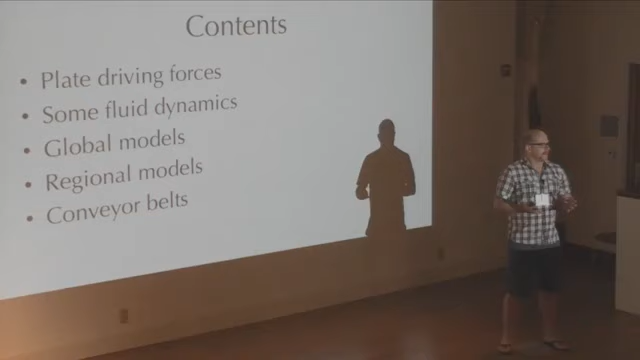 Contents
• Plate driving forces
• Some fluid dynamics
• Global models
• Regional models
• Conveyor belts